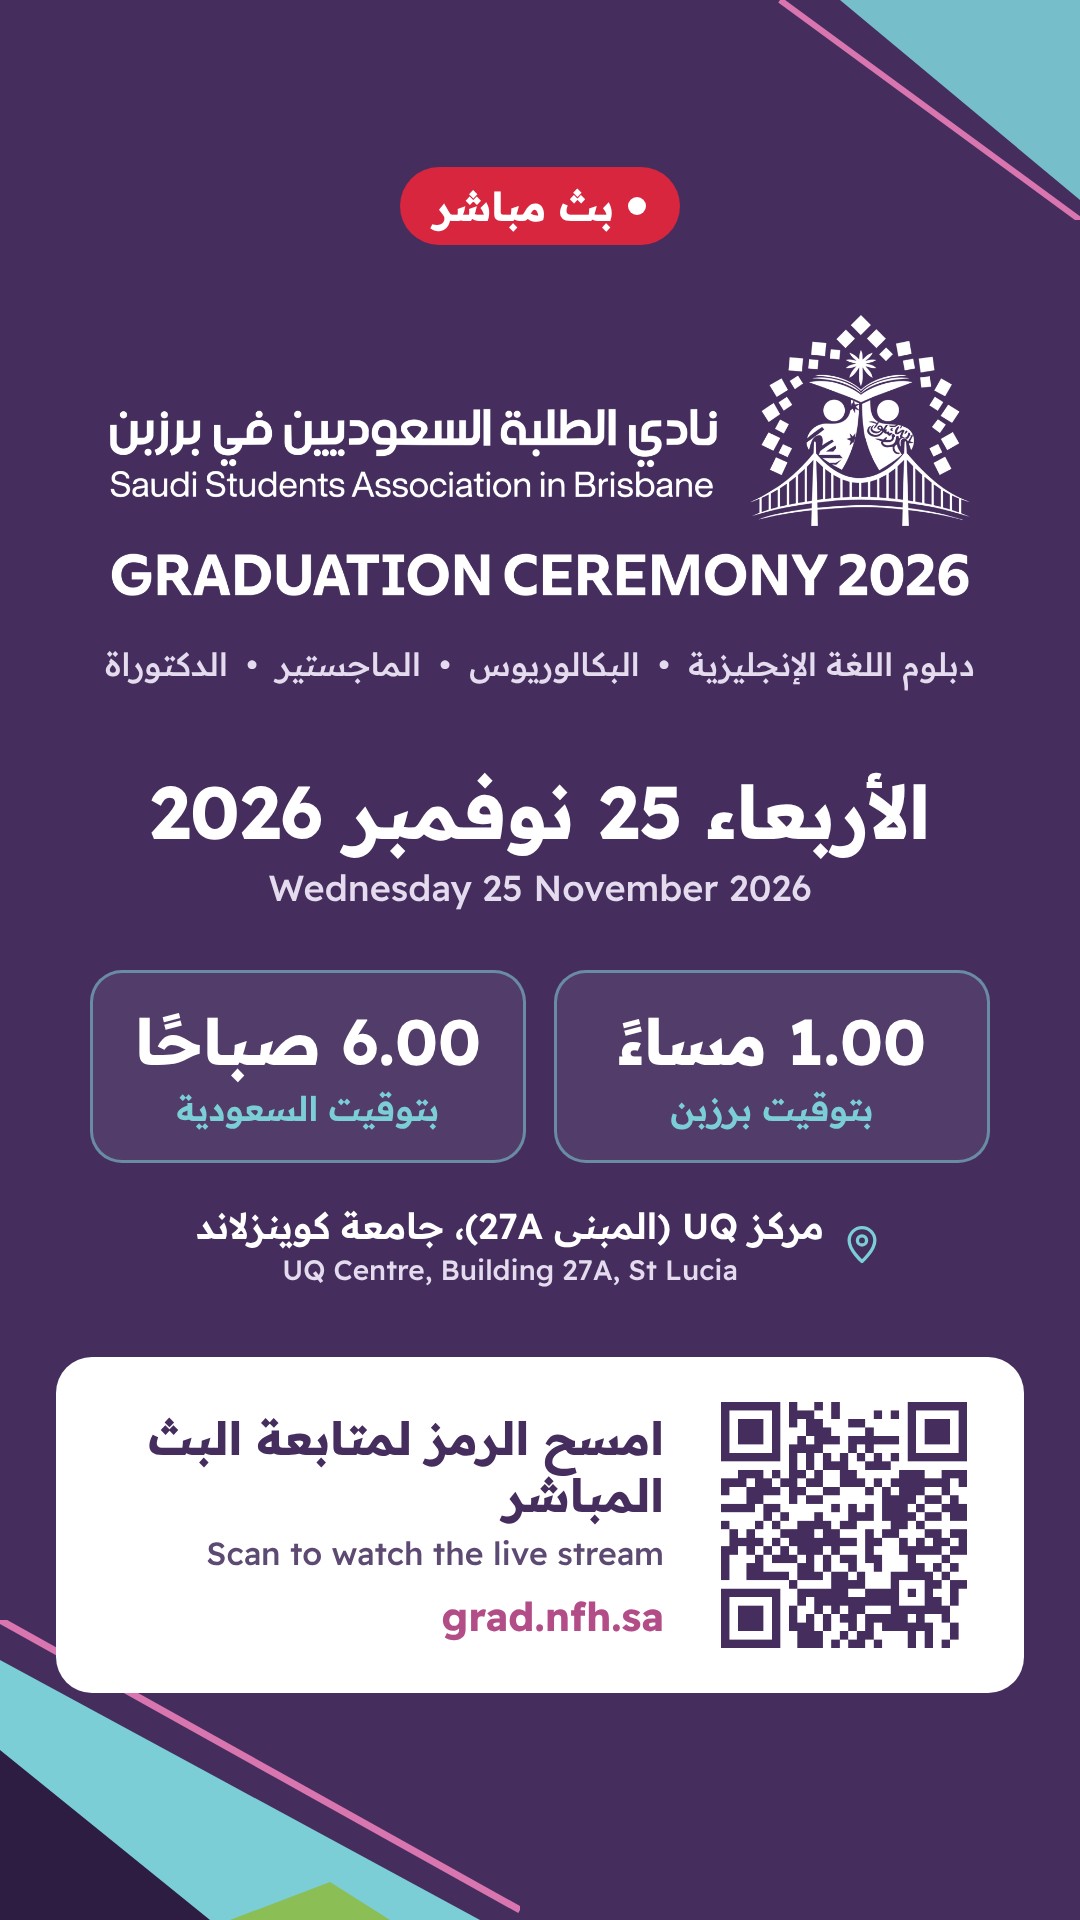 بث مباشر
نادي الطلبة السعوديين في برزبن
Saudi Students Association in Brisbane
GRADUATION CEREMONY 2026
دبلوم اللغة الإنجليزية • البكالوريوس • الماجستير • الدكتوراة
الأربعاء 25 نوفمبر 2026
Wednesday 25 November 2026
1.00 مساءً
بتوقيت برزبن
6.00 صباحًا
بتوقيت السعودية
مركز UQ (المبنى 27A)، جامعة كوينزلاند
UQ Centre, Building 27A, St Lucia
امسح الرمز لمتابعة البث
المباشر
Scan to watch the live stream
grad.nfh.sa